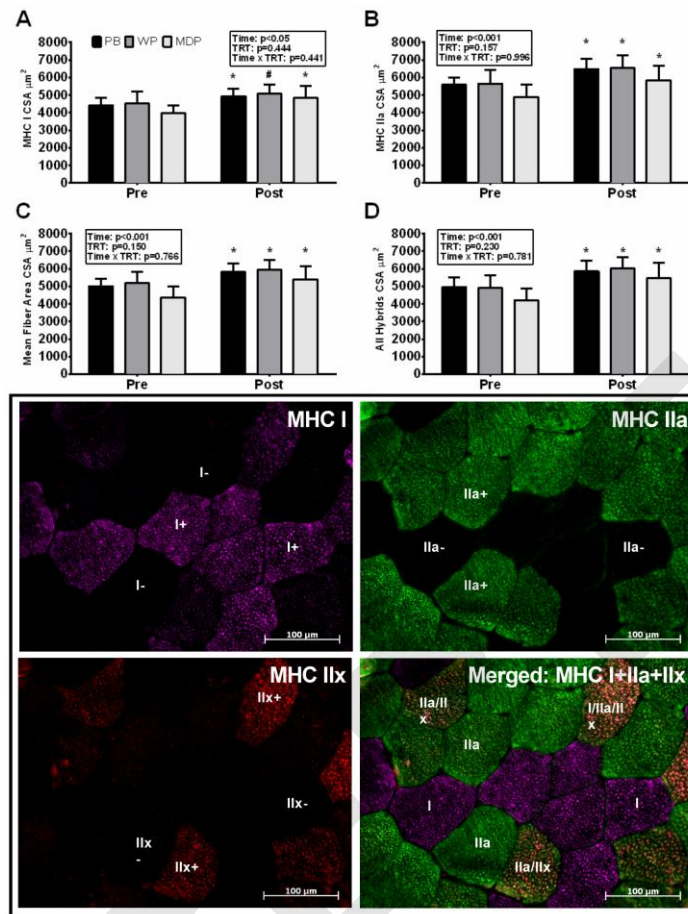 A
PB WP MDP
Time: p<0.05
TRT: p=0.444
Time x TRT: p=0.441
MHC I CSA µm²
8000
7000
6000
5000
4000
3000
2000
1000
0
* # *
Pre Post
B
Time: p<0.001
TRT: p=0.157
Time x TRT: p=0.996
MHC IIa CSA µm²
8000
7000
6000
5000
4000
3000
2000
1000
0
* * *
Pre Post
C
Time: p<0.001
TRT: p=0.150
Time x TRT: p=0.766
Mean Fiber Area CSA µm²
8000
7000
6000
5000
4000
3000
2000
1000
0
* * *
Pre Post
D
Time: p<0.001
TRT: p=0.230
Time x TRT: p=0.781
All Hybrids CSA µm²
8000
7000
6000
5000
4000
3000
2000
1000
0
* * *
Pre Post
MHC I
I-
I+
I+
I-
100 µm
MHC IIa
IIa+
IIa- IIa-
IIa+
100 µm
MHC IIx
IIx+
IIx-
IIx
-
IIx+
100 µm
Merged: MHC I+IIa+IIx
IIa/II
x
I/IIa/II
x
IIa
I I
IIa
IIa/IIx
100 µm